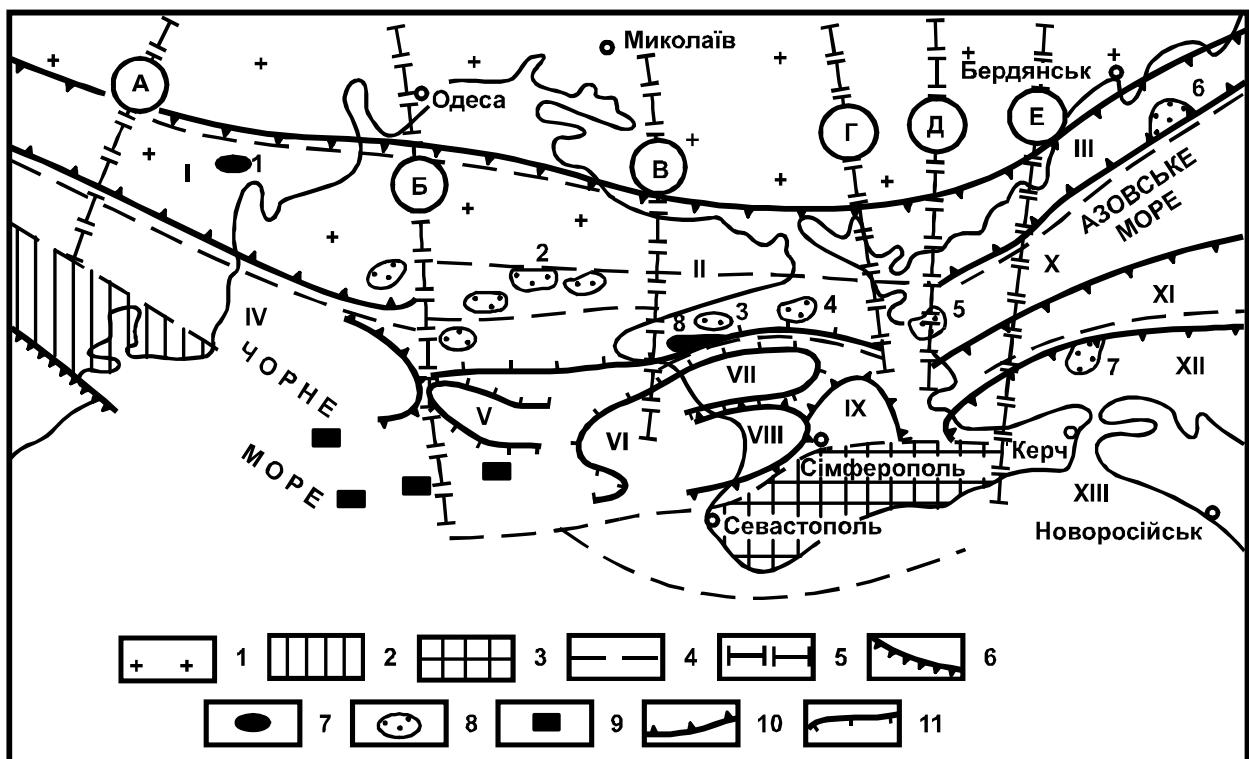 Миколаїв
Бердянськ
А
Одеса
6
Г
Д
Е
В
III
I
1
Б
АЗОВСЬКЕ
МОРЕ
2
II
X
XI
IV
3
4
5
8
ЧОРНЕ
VII
7
XII
V
IX
VI
VIII
Керч
МОРЕ
Сімферополь
XIII
Севастополь
Новоросійськ
1
2
3
4
5
6
7
8
9
10
11